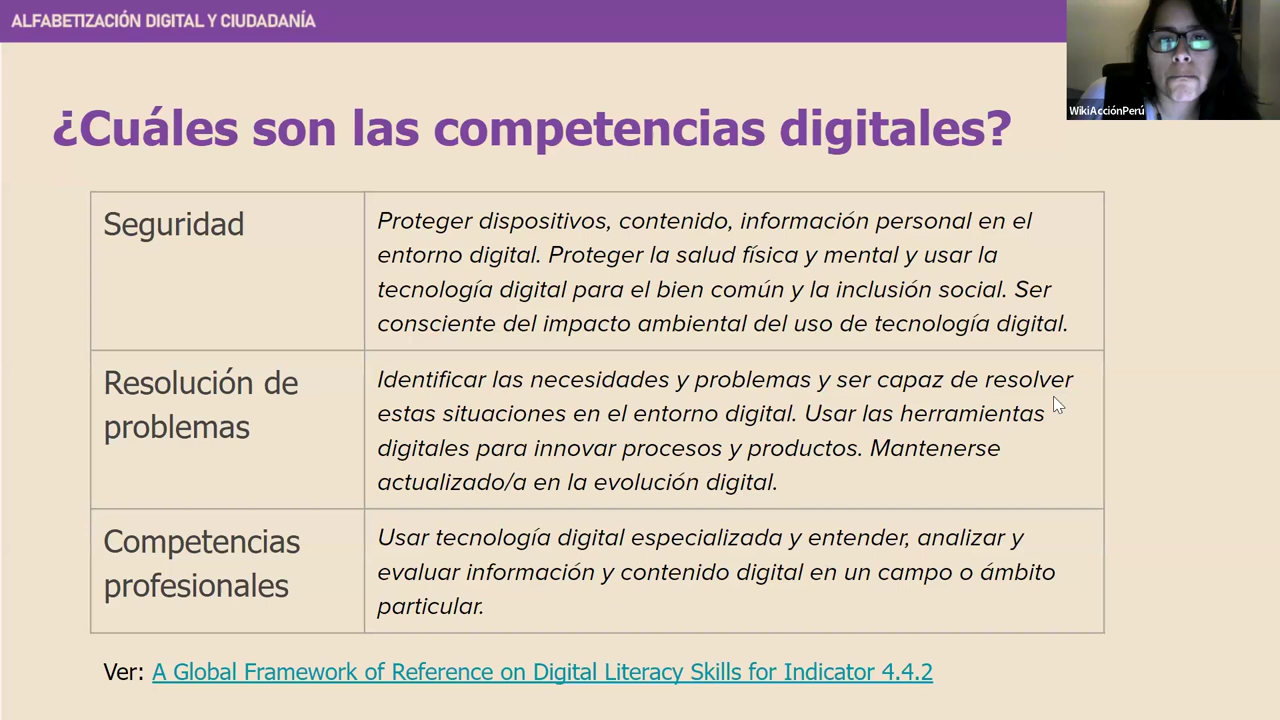 ALFABETIZACIÓN DIGITAL Y CIUDADANÍA
WikiAcciónPerú
¿Cuáles son las competencias digitales?
Seguridad
Proteger dispositivos, contenido, información personal en el
entorno digital. Proteger la salud física y mental y usar la
tecnología digital para el bien común y la inclusión social. Ser
consciente del impacto ambiental del uso de tecnología digital.
Resolución de
problemas
Identificar las necesidades y problemas y ser capaz de resolver
estas situaciones en el entorno digital. Usar las herramientas
digitales para innovar procesos y productos. Mantenerse
actualizado/a en la evolución digital.
Competencias
profesionales
Usar tecnología digital especializada y entender, analizar y
evaluar información y contenido digital en un campo o ámbito
particular.
Ver: A Global Framework of Reference on Digital Literacy Skills for Indicator 4.4.2